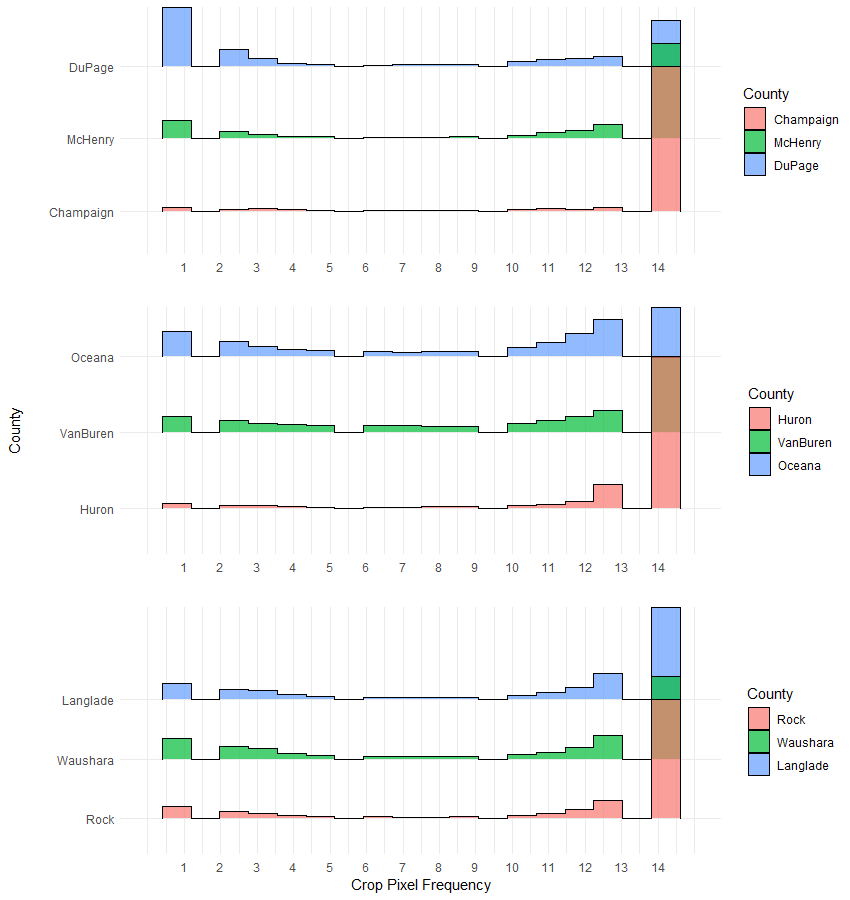 DuPage
McHenry
Champaign
1 2 3 4 5 6 7 8 9 10 11 12 13 14
County
Champaign
McHenry
DuPage
Oceana
VanBuren
Huron
1 2 3 4 5 6 7 8 9 10 11 12 13 14
County
Huron
VanBuren
Oceana
County
Langlade
Waushara
Rock
1 2 3 4 5 6 7 8 9 10 11 12 13 14
Crop Pixel Frequency
County
Rock
Waushara
Langlade